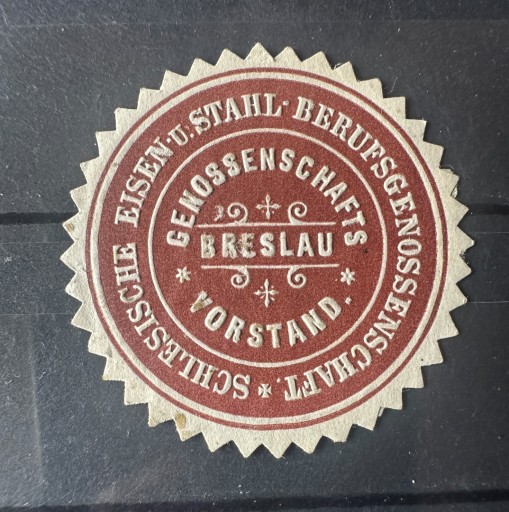 SCHLESISCHE EISEN U. STAHL-BERUFSGENOSSENSCHAFT.
GENOSSENSCHAFTS
BRESLAU
VORSTAND.